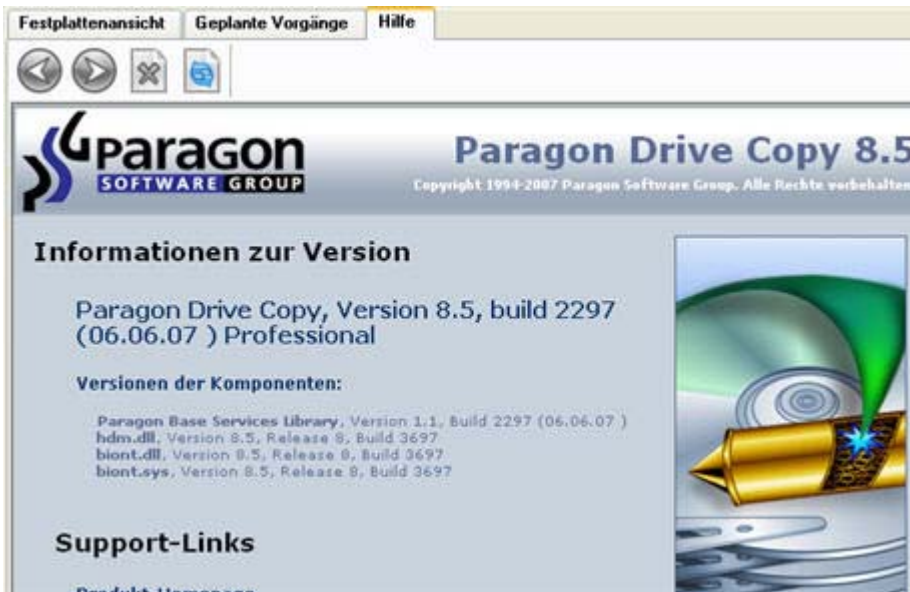 Festplattenansicht Geplante Vorgänge Hilfe
Paragon
SOFTWARE GROUP
Paragon Drive Copy 8.5
Copyright 1994-2007 Paragon Software Group. Alle Rechte vorbehalten
Informationen zur Version
Paragon Drive Copy, Version 8.5, build 2297
(06.06.07 ) Professional
Versionen der Komponenten:
Paragon Base Services Library, Version 1.1, Build 2297 (06.06.07 )
hdm.dll, Version 8.5, Release 8, Build 3697
biont.dll, Version 8.5, Release 8, Build 3697
biont.sys, Version 8.5, Release 8, Build 3697
Support-Links
Produkt-Homepage